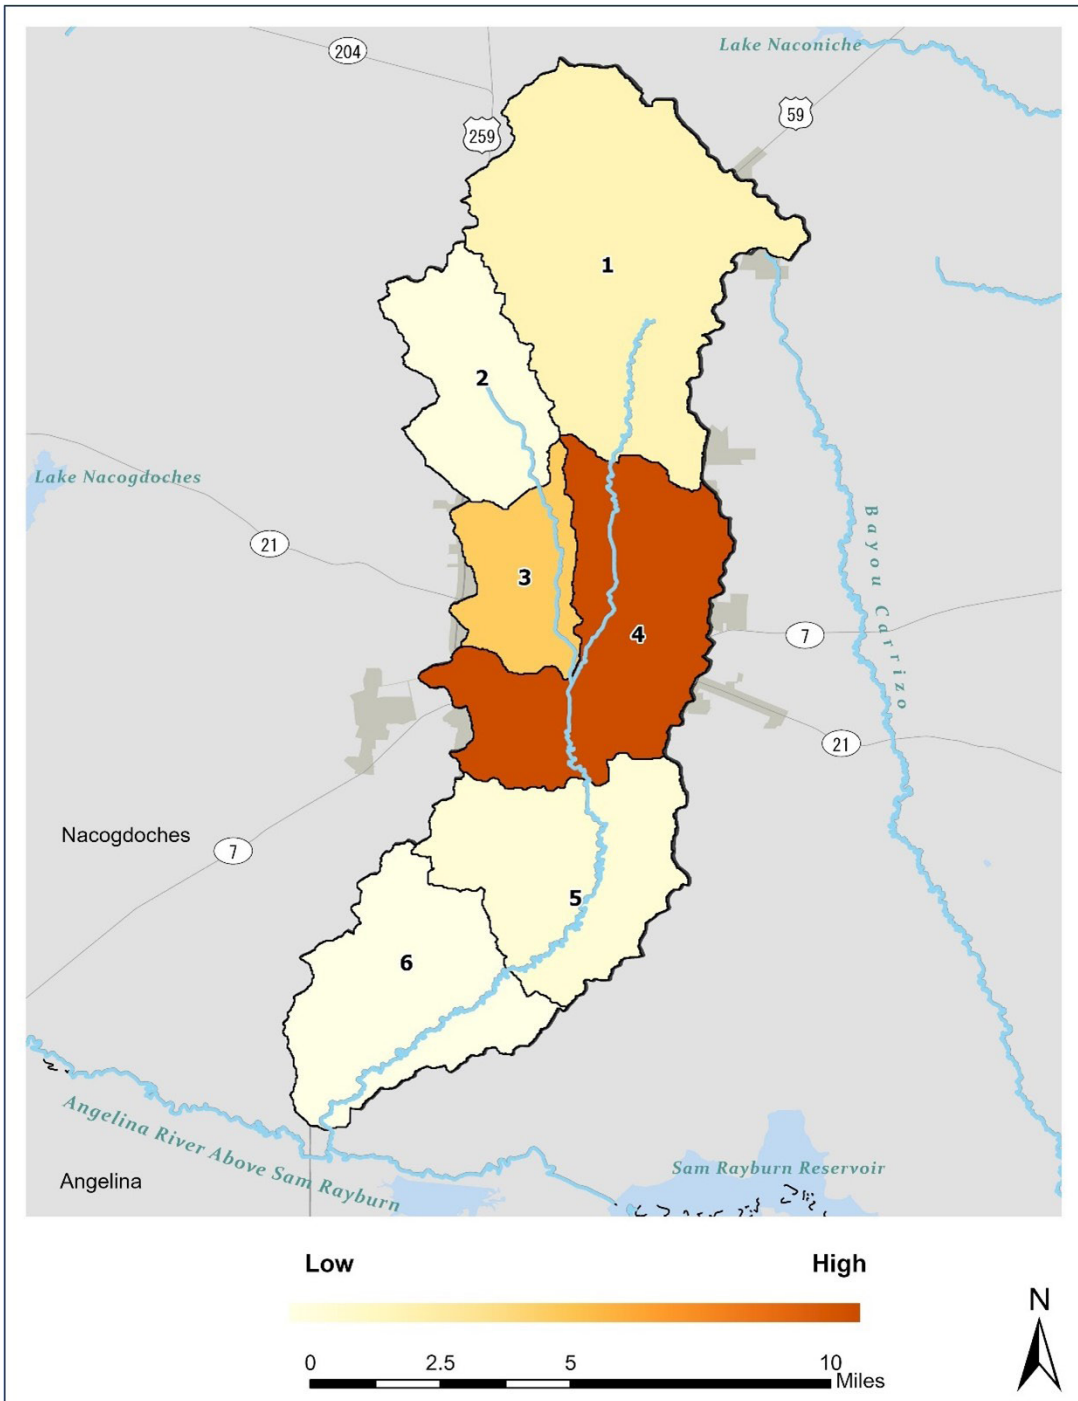 204
Lake Naconiche
259
59
1
2
Lake Nacogdoches
21
3
4
7
Bayou Carrizo
21
Nacogdoches
7
5
6
Angelina River Above Sam Rayburn
Angelina
Sam Rayburn Reservoir
Low High
N
0 2.5 5 10
Miles